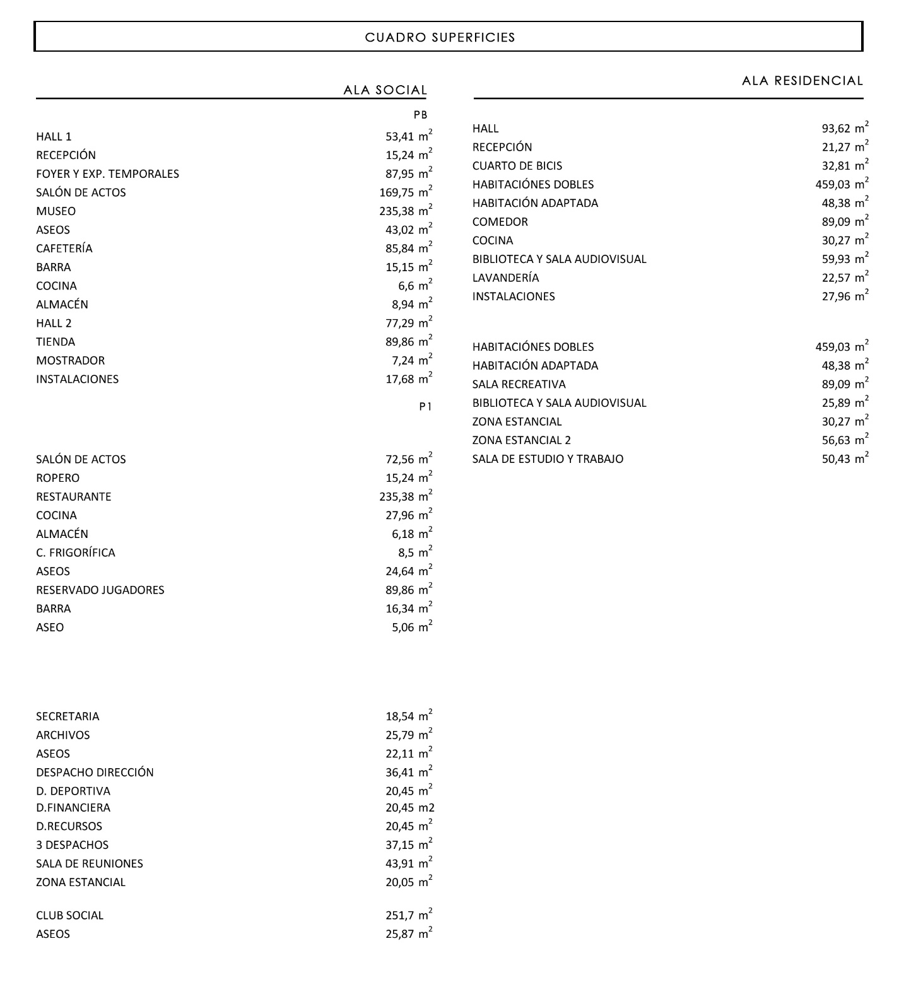 CUADRO SUPERFICIES
ALA SOCIAL
PB
HALL 1 53,41 m²
RECEPCIÓN 15,24 m²
FOYER Y EXP. TEMPORALES 87,95 m²
SALÓN DE ACTOS 169,75 m²
MUSEO 235,38 m²
ASEOS 43,02 m²
CAFETERÍA 85,84 m²
BARRA 15,15 m²
COCINA 6,6 m²
ALMACÉN 8,94 m²
HALL 2 77,29 m²
TIENDA 89,86 m²
MOSTRADOR 7,24 m²
INSTALACIONES 17,68 m²
P1
SALÓN DE ACTOS 72,56 m²
ROPERO 15,24 m²
RESTAURANTE 235,38 m²
COCINA 27,96 m²
ALMACÉN 6,18 m²
C. FRIGORÍFICA 8,5 m²
ASEOS 24,64 m²
RESERVADO JUGADORES 89,86 m²
BARRA 16,34 m²
ASEO 5,06 m²
SECRETARIA 18,54 m²
ARCHIVOS 25,79 m²
ASEOS 22,11 m²
DESPACHO DIRECCIÓN 36,41 m²
D. DEPORTIVA 20,45 m²
D.FINANCIERA 20,45 m2
D.RECURSOS 20,45 m²
3 DESPACHOS 37,15 m²
SALA DE REUNIONES 43,91 m²
ZONA ESTANCIAL 20,05 m²
CLUB SOCIAL 251,7 m²
ASEOS 25,87 m²
ALA RESIDENCIAL
HALL 93,62 m²
RECEPCIÓN 21,27 m²
CUARTO DE BICIS 32,81 m²
HABITACIÓNES DOBLES 459,03 m²
HABITACIÓN ADAPTADA 48,38 m²
COMEDOR 89,09 m²
COCINA 30,27 m²
BIBLIOTECA Y SALA AUDIOVISUAL 59,93 m²
LAVANDERÍA 22,57 m²
INSTALACIONES 27,96 m²
HABITACIÓNES DOBLES 459,03 m²
HABITACIÓN ADAPTADA 48,38 m²
SALA RECREATIVA 89,09 m²
BIBLIOTECA Y SALA AUDIOVISUAL 25,89 m²
ZONA ESTANCIAL 30,27 m²
ZONA ESTANCIAL 2 56,63 m²
SALA DE ESTUDIO Y TRABAJO 50,43 m²